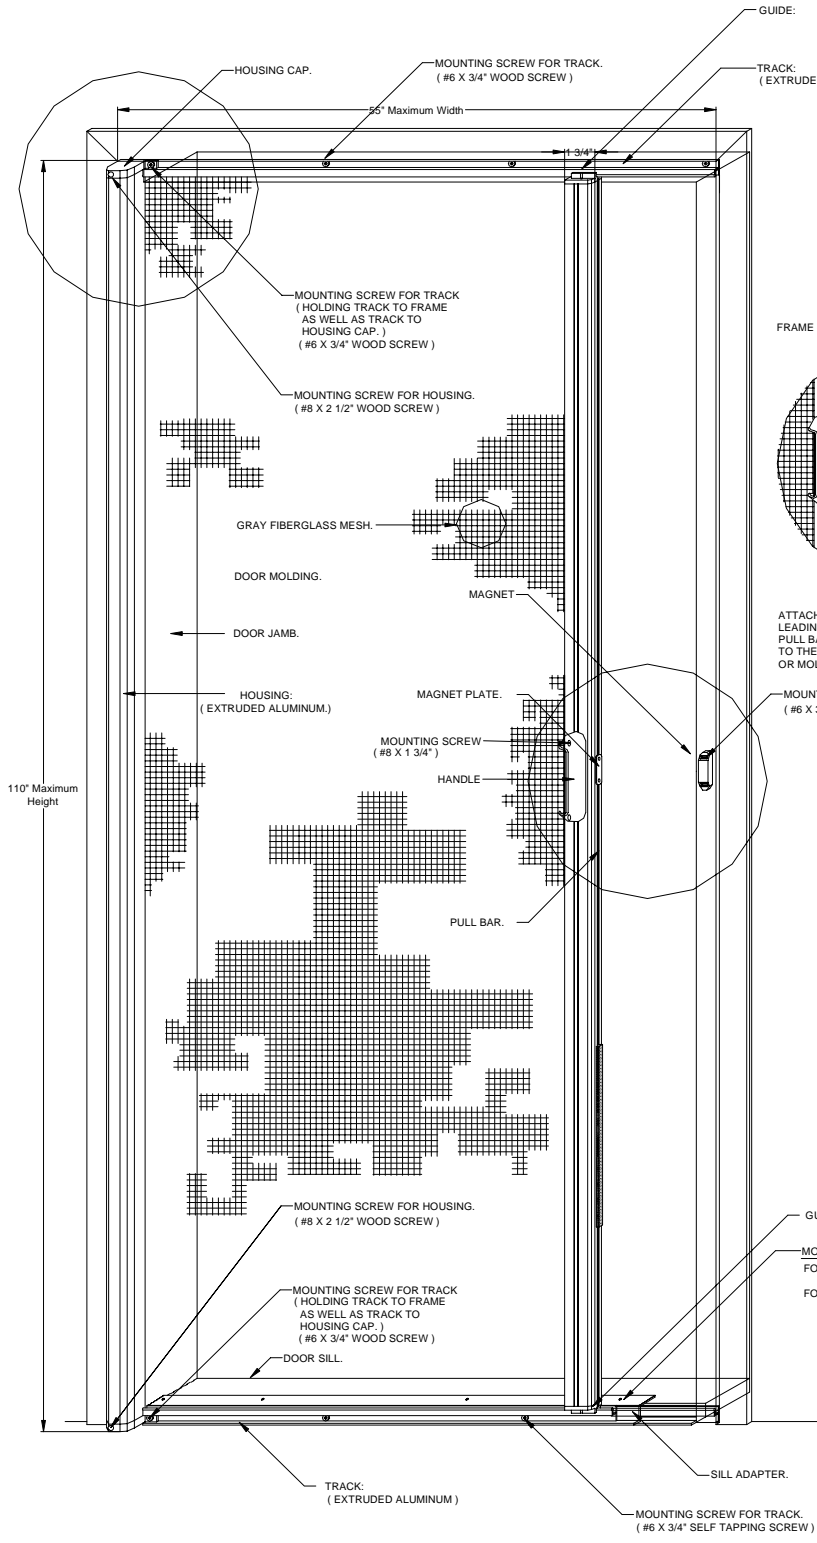 GUIDE:
HOUSING CAP.
MOUNTING SCREW FOR TRACK.
( #6 X 3/4" WOOD SCREW )
TRACK:
( EXTRUDE
55" Maximum Width
1 3/4"
MOUNTING SCREW FOR TRACK
( HOLDING TRACK TO FRAME
AS WELL AS TRACK TO
HOUSING CAP. )
( #6 X 3/4" WOOD SCREW )
FRAME
MOUNTING SCREW FOR HOUSING.
( #8 X 2 1/2" WOOD SCREW )
GRAY FIBERGLASS MESH.
DOOR MOLDING.
MAGNET
ATTACH
LEADIN
PULL BA
TO THE
OR MOL
DOOR JAMB.
HOUSING:
( EXTRUDED ALUMINUM.)
MAGNET PLATE.
MOUNT
( #6 X 3
MOUNTING SCREW
( #8 X 1 3/4" )
HANDLE
110" Maximum
Height
PULL BAR.
MOUNTING SCREW FOR HOUSING.
( #8 X 2 1/2" WOOD SCREW )
GU
MO
FO
FO
MOUNTING SCREW FOR TRACK
( HOLDING TRACK TO FRAME
AS WELL AS TRACK TO
HOUSING CAP. )
( #6 X 3/4" WOOD SCREW )
DOOR SILL.
SILL ADAPTER.
TRACK:
( EXTRUDED ALUMINUM )
MOUNTING SCREW FOR TRACK.
( #6 X 3/4" SELF TAPPING SCREW )